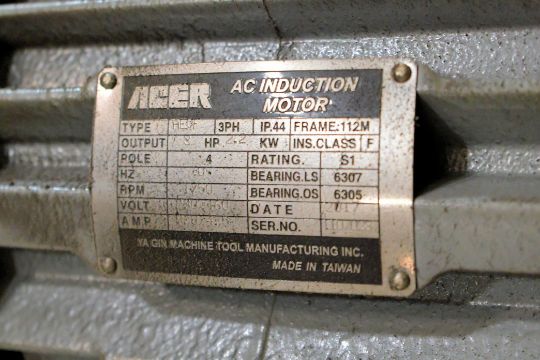 ACER AC INDUCTION
MOTOR
TYPE 3PH IP.44 FRAME.112M
OUTPUT HP 2.2 KW INS.CLASS F
POLE 4 RATING. S1
HZ BEARING.LS 6307
RPM BEARING.OS 6305
VOLT DATE
AMP SER.NO.
YA GIN MACHINE TOOL MANUFACTURING INC.
MADE IN TAIWAN